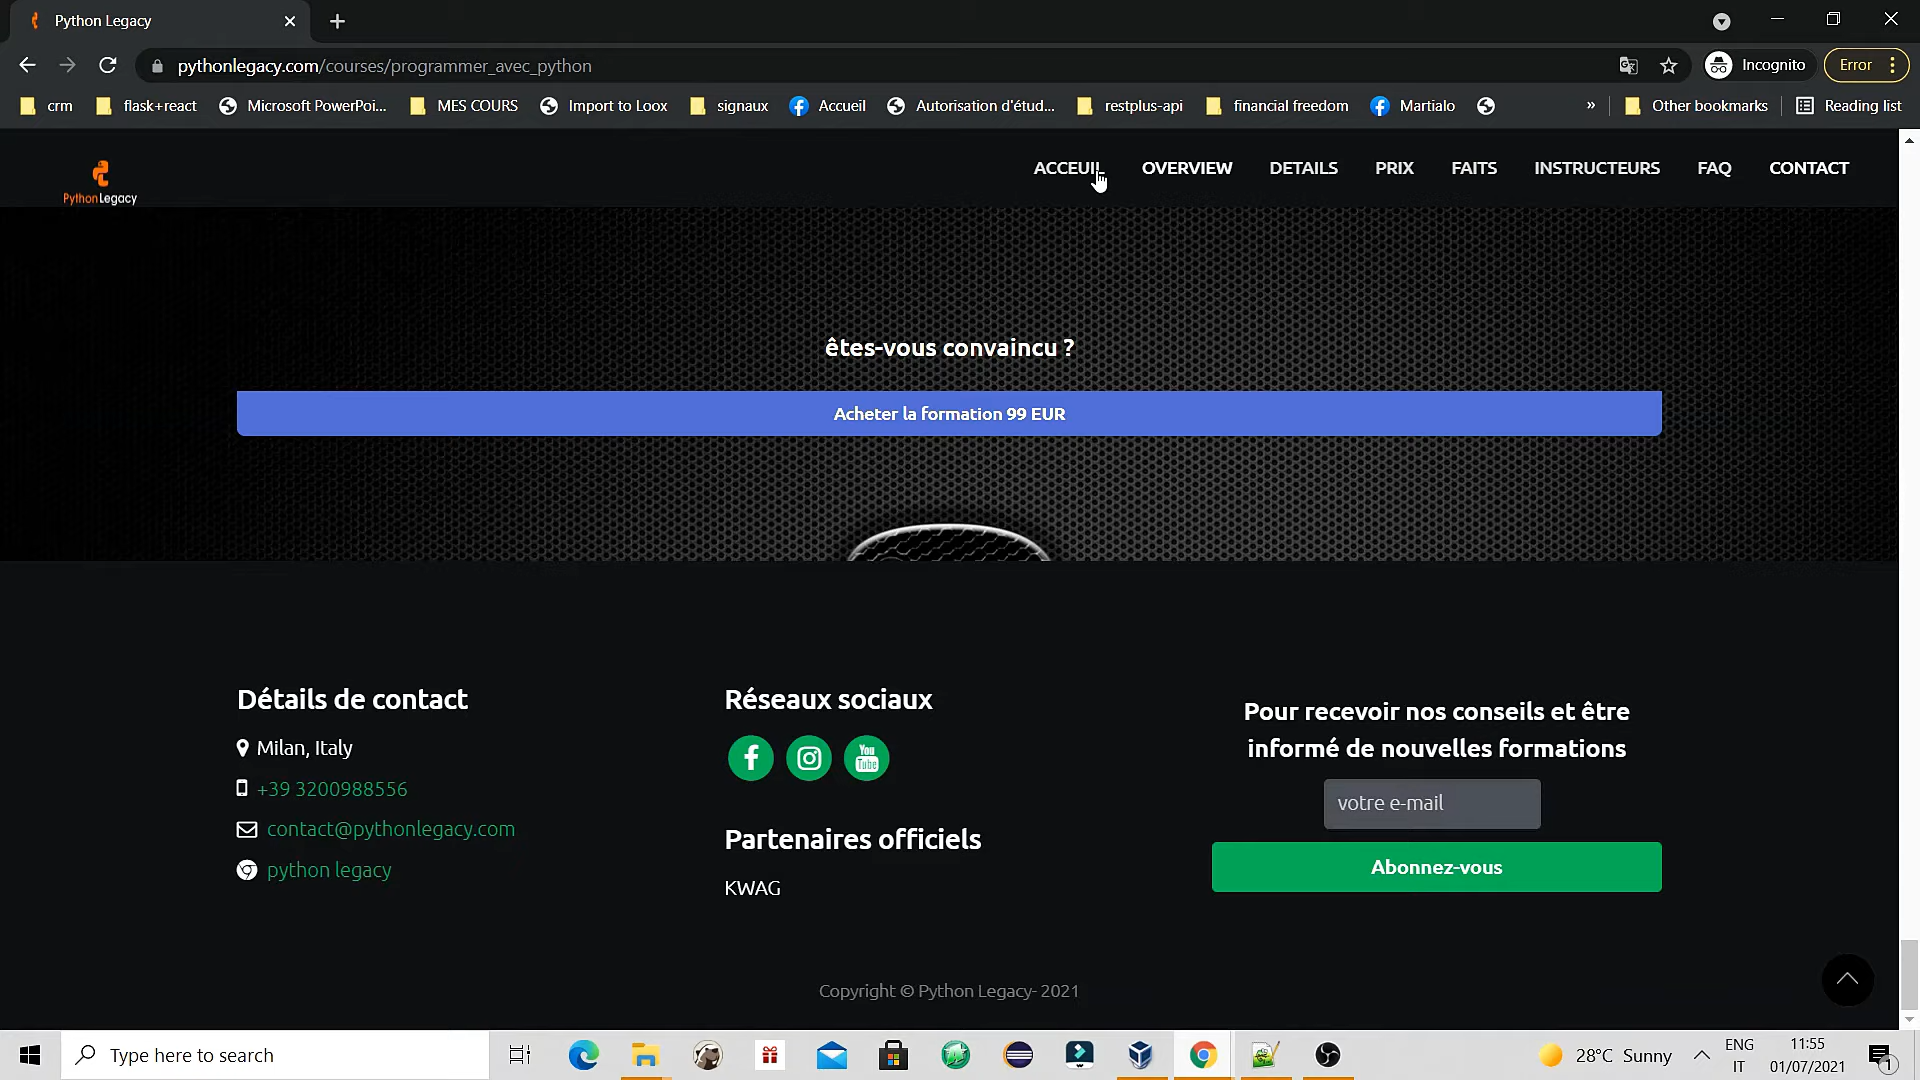 Python Legacy
pythonlegacy.com/courses/programmer_avec_python
Incognito
Error
crm
flask+react
Microsoft PowerPoi...
MES COURS
Import to Loox
signaux
Accueil
Autorisation d'étud...
restplus-api
financial freedom
Martialo
»
Other bookmarks
Reading list
PythonLegacy
ACCEUIL
OVERVIEW
DETAILS
PRIX
FAITS
INSTRUCTEURS
FAQ
CONTACT
êtes-vous convaincu ?
Acheter la formation 99 EUR
Détails de contact
Milan, Italy
+39 3200988556
contact@pythonlegacy.com
python legacy
Réseaux sociaux
You
Tube
Partenaires officiels
KWAG
Pour recevoir nos conseils et être
informé de nouvelles formations
votre e-mail
Abonnez-vous
Copyright © Python Legacy- 2021
Type here to search
28°C Sunny
ENG
IT
11:55
01/07/2021
1